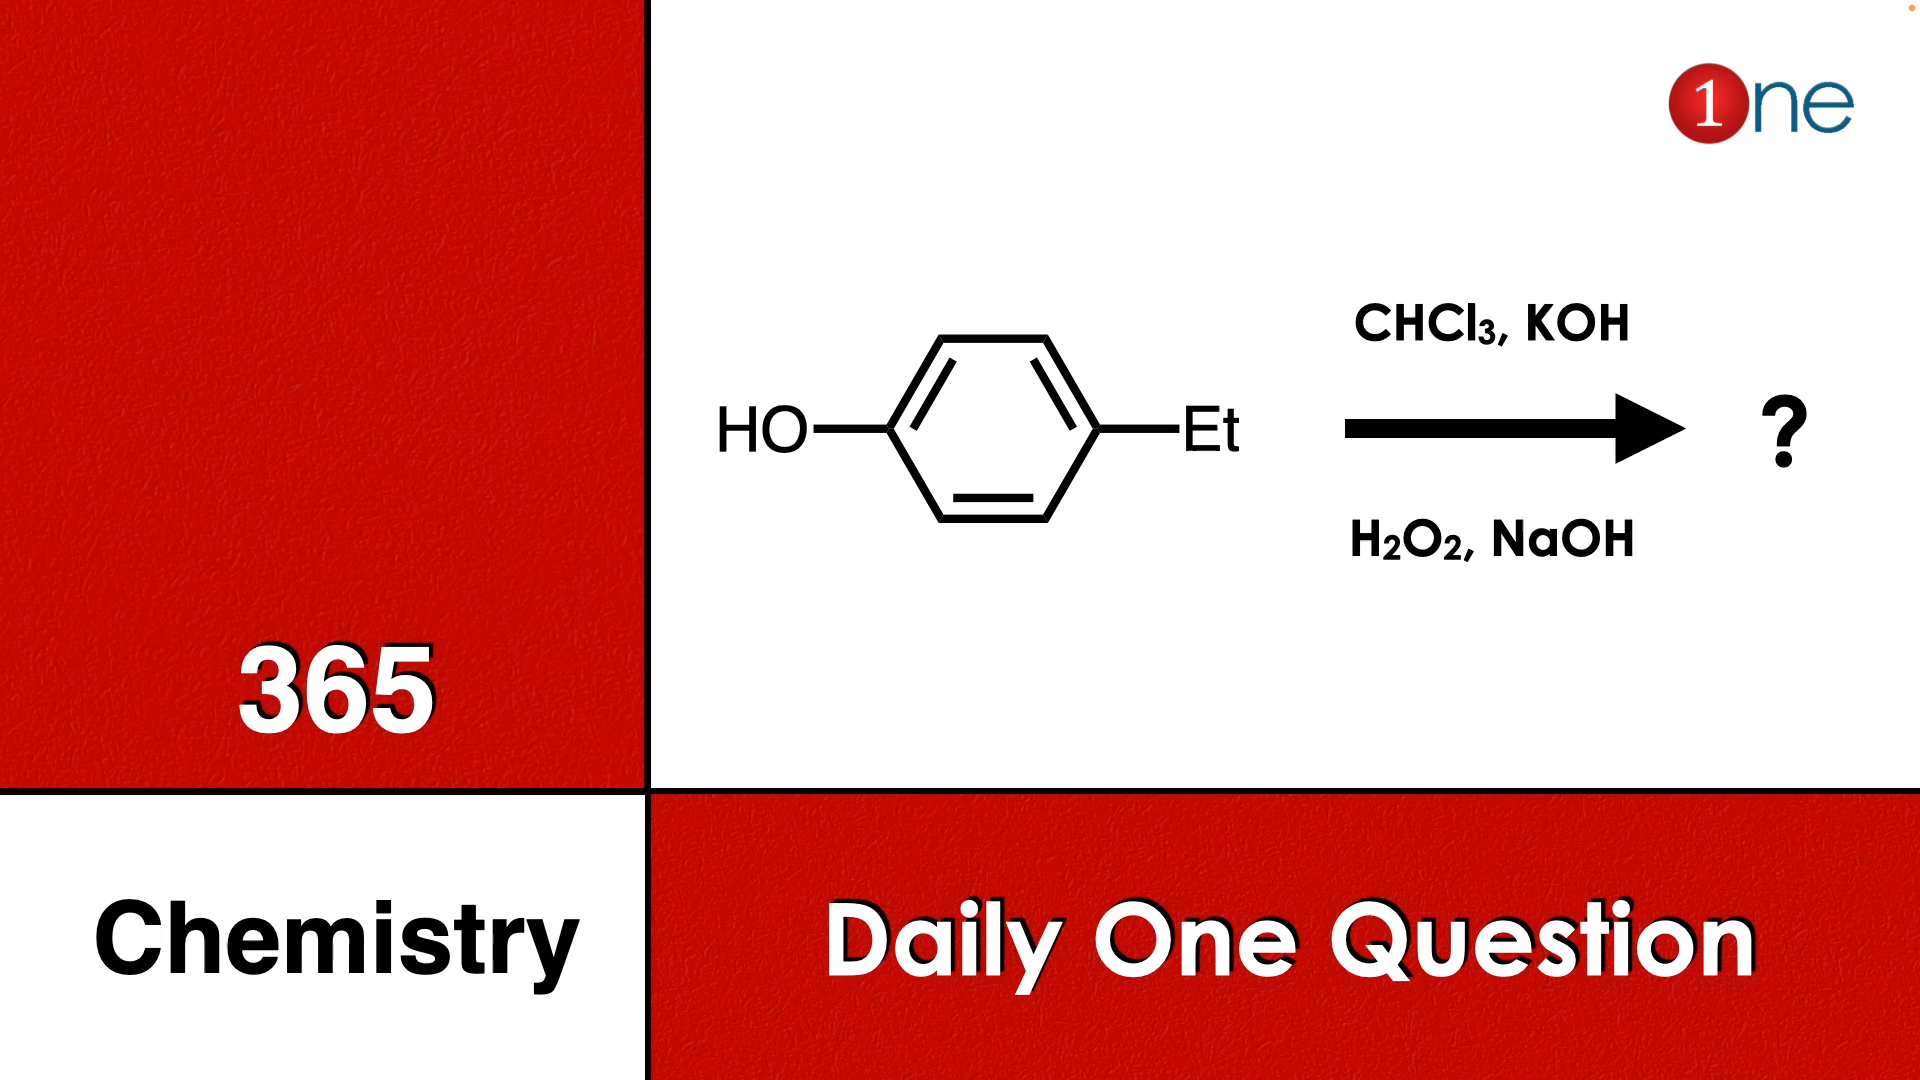 1ne
CHCl₃, KOH
HO
Et
?
H₂O₂, NaOH
365
Chemistry
Daily One Question